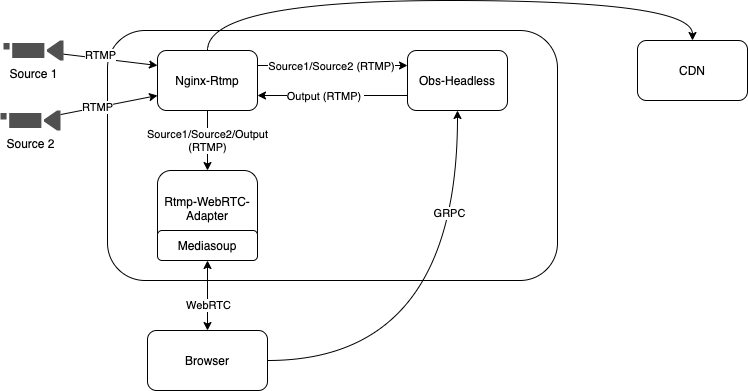 RTMP
Source 1
RTMP
Source 2
Nginx-Rtmp
Source1/Source2 (RTMP)
Output (RTMP)
Obs-Headless
CDN
Source1/Source2/Output
(RTMP)
Rtmp-WebRTC-
Adapter
Mediasoup
GRPC
WebRTC
Browser